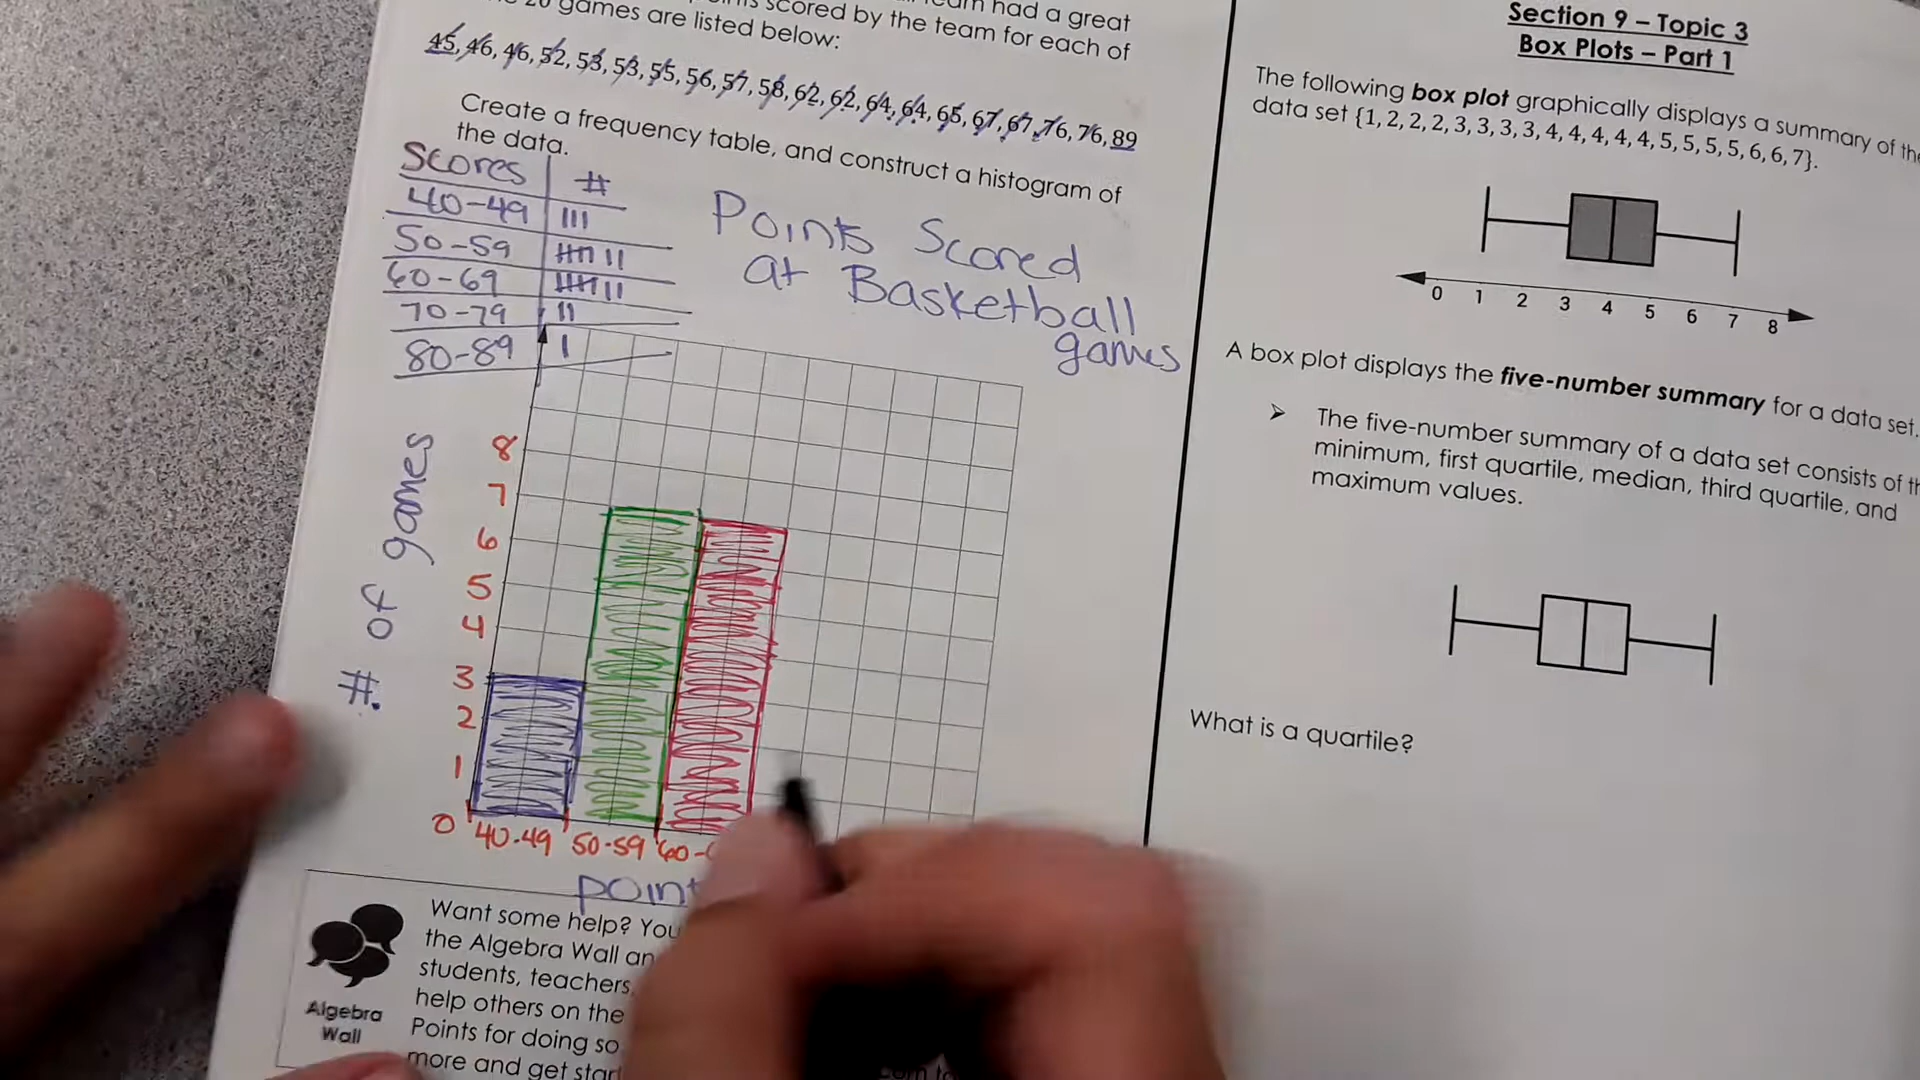 had a great
scored by the team for each of
20 games are listed below:
45, 46, 46, 52, 53, 53, 55, 56, 57, 58, 62, 62, 64, 64, 65, 67, 67, 76, 76, 89
Create a frequency table, and construct a histogram of
the data.
Scores #
40-49
50-59
60-69
70-79
80-89
Points Scored
at Basketball
games
# of games
8
7
6
5
4
3
2
1
0
40-49 50-59 60-
Want some help? You
the Algebra Wall
students, teachers,
help others on the
Points for doing so
more and get
Algebra
Wall
Section 9 – Topic 3
Box Plots – Part 1
The following box plot graphically displays a summary of
data set {1, 2, 2, 2, 3, 3, 3, 3, 4, 4, 4, 4, 4, 5, 5, 5, 5, 6, 6, 7}.
0 1 2 3 4 5 6 7 8
A box plot displays the five-number summary for a data set.
➢ The five-number summary of a data set consists of
minimum, first quartile, median, third quartile, and
maximum values.
What is a quartile?